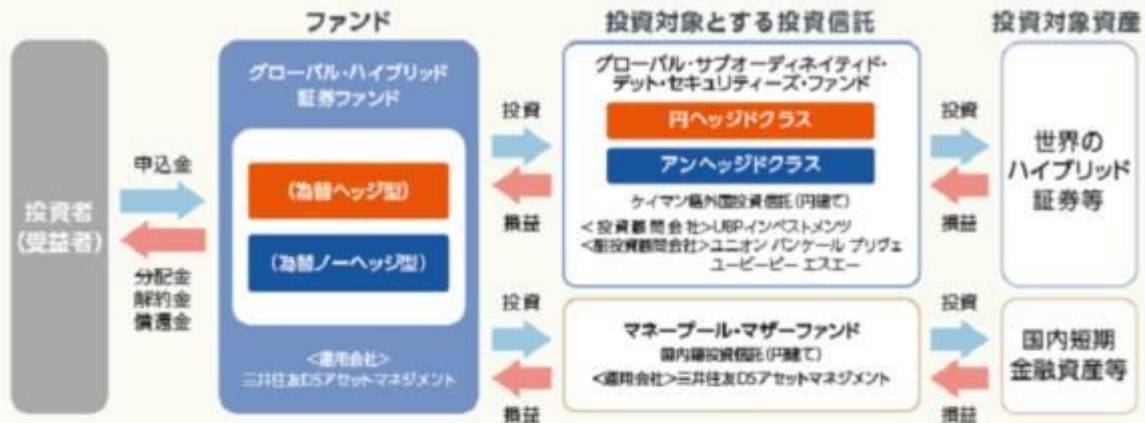 ファンド
投資対象とする投資信託
投資対象資産
投資者
(受益者)
申込金
分配金
解約金
償還金
グローバル・ハイブリッド
証券ファンド
(為替ヘッジ型)
(為替ノーヘッジ型)
<運用会社>
三井住友DSアセットマネジメント
投資
損益
投資
損益
グローバル・サブオーディネイティド・
デット・セキュリティーズ・ファンド
円ヘッジドクラス
アンヘッジドクラス
ケイマン籍外国投資信託(円建て)
<投資顧問会社>UBPインベストメンツ
<副投資顧問会社>ユニオン バンケール プリヴェ
ユービーピー エスエー
マネープール・マザーファンド
国内籍投資信託(円建て)
<運用会社>三井住友DSアセットマネジメント
投資
損益
投資
損益
世界の
ハイブリッド
証券等
国内短期
金融資産等